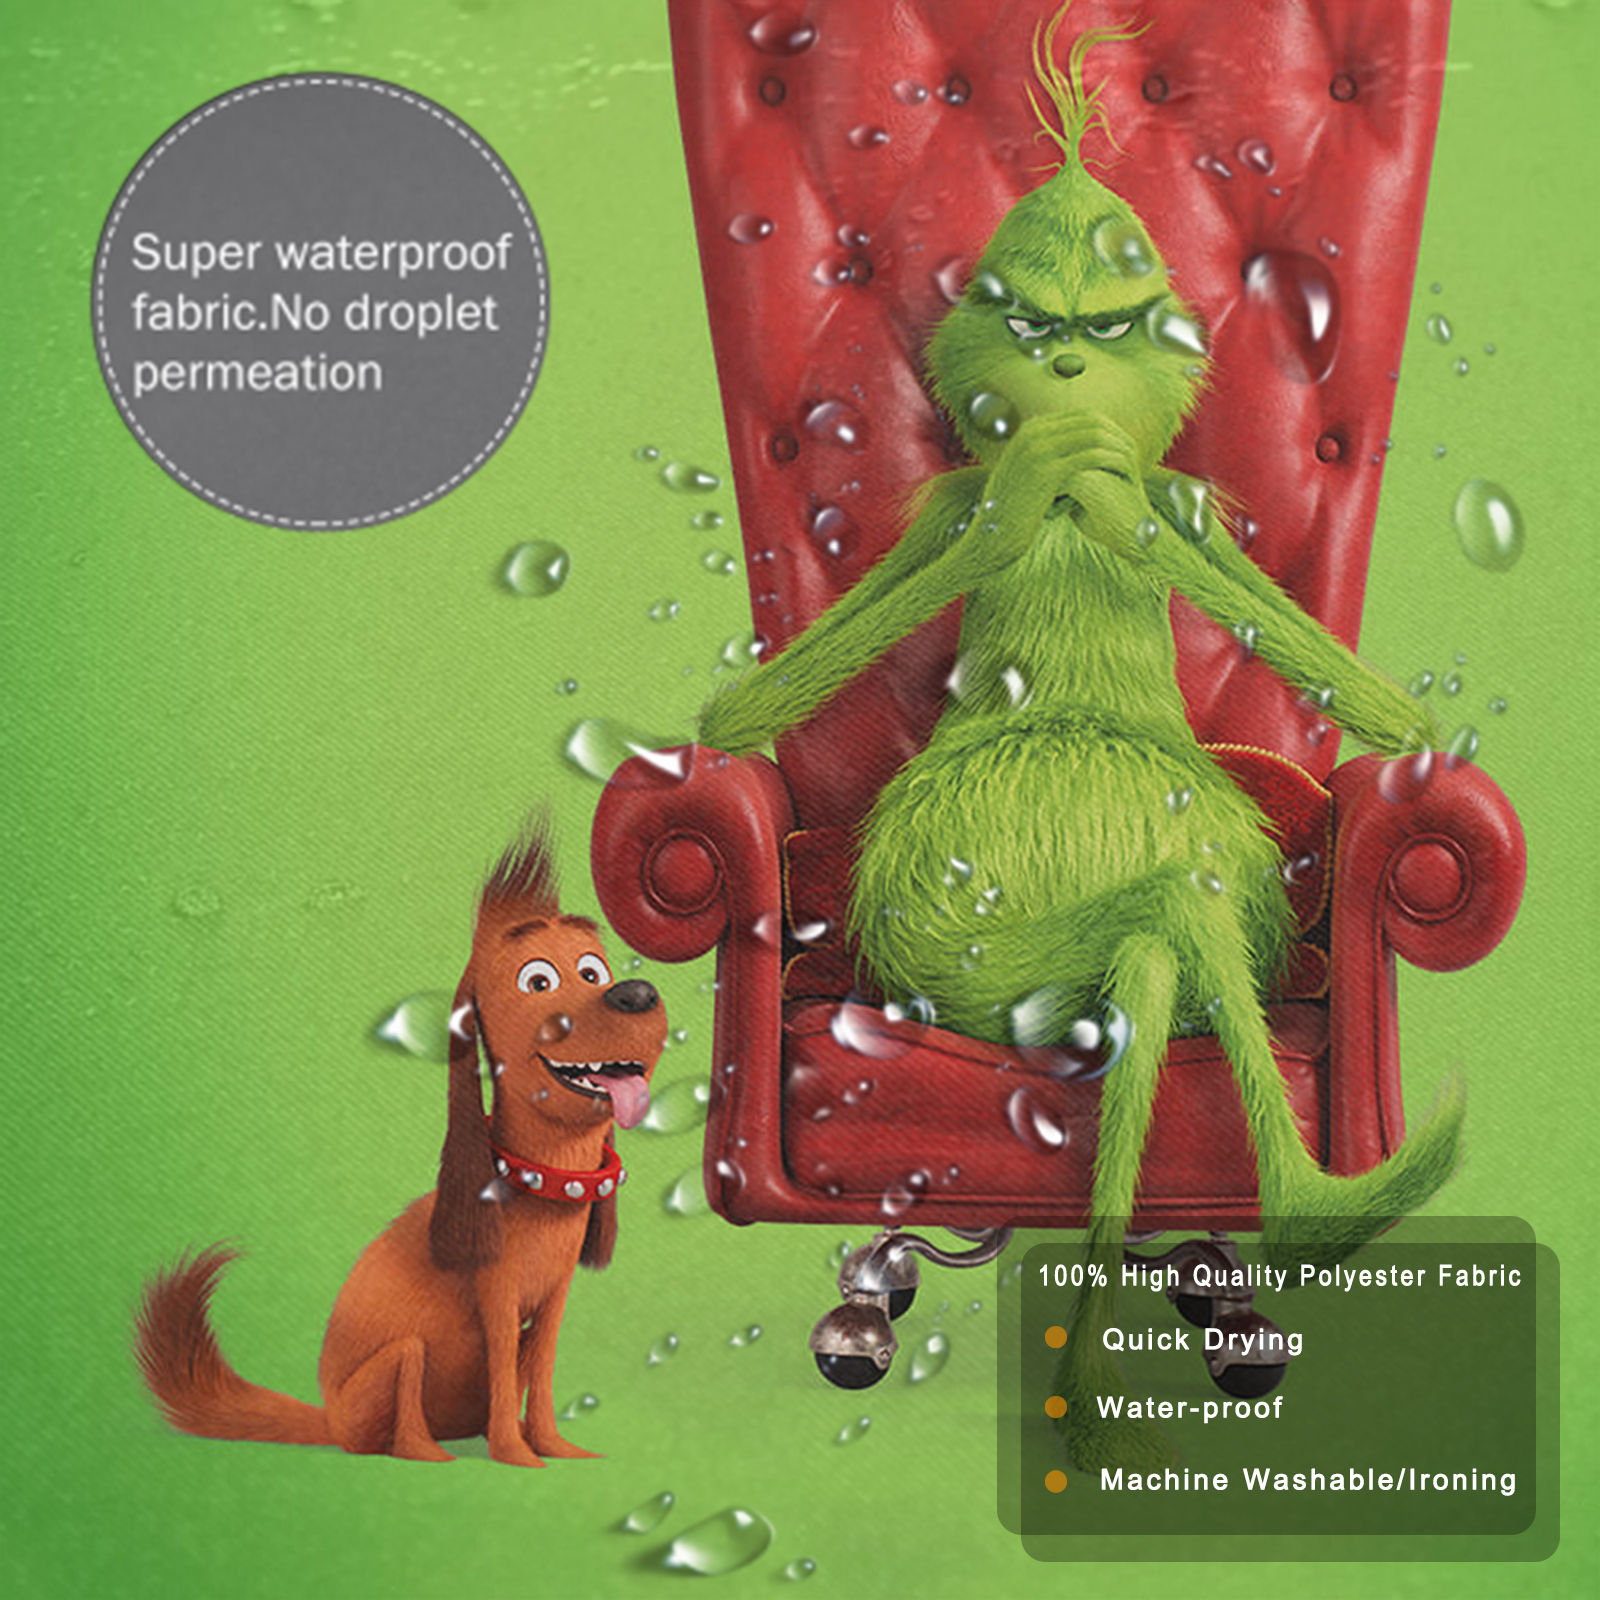 Super waterproof
fabric.No droplet
permeation
100% High Quality Polyester Fabric
Quick Drying
Water-proof
Machine Washable/Ironing